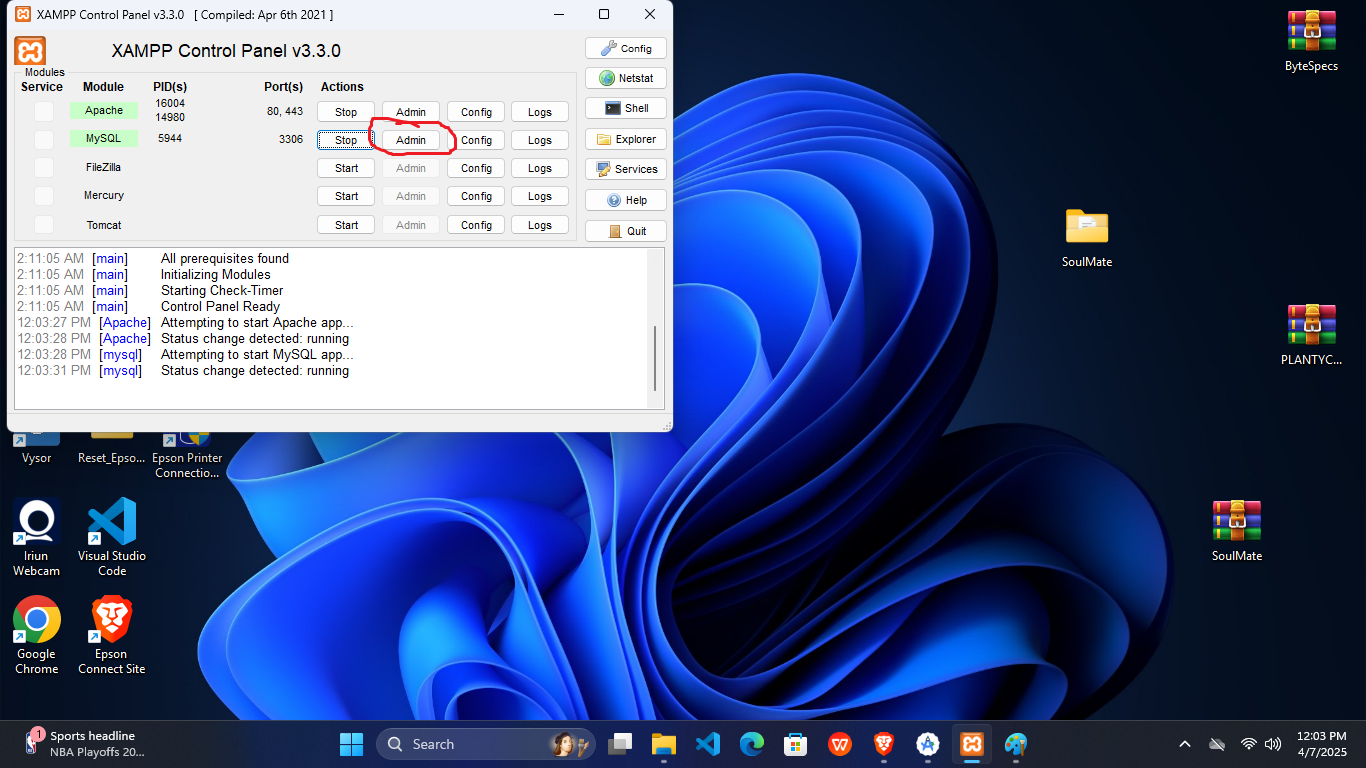 XAMPP Control Panel v3.3.0 [ Compiled: Apr 6th 2021 ]
XAMPP Control Panel v3.3.0
Config
Modules
Service Module PID(s) Port(s) Actions
Netstat
Apache 16004 14980 80, 443 Stop Admin Config Logs
Shell
MySQL 5944 3306 Stop Admin Config Logs
Explorer
FileZilla Start Admin Config Logs
Services
Mercury Start Admin Config Logs
Help
Tomcat Start Admin Config Logs
Quit
2:11:05 AM [main] All prerequisites found
2:11:05 AM [main] Initializing Modules
2:11:05 AM [main] Starting Check-Timer
2:11:05 AM [main] Control Panel Ready
12:03:27 PM [Apache] Attempting to start Apache app...
12:03:28 PM [Apache] Status change detected: running
12:03:28 PM [mysql] Attempting to start MySQL app...
12:03:31 PM [mysql] Status change detected: running
ByteSpecs
SoulMate
PLANTYC...
SoulMate
Vysor
Reset_Epso...
Epson Printer
Connectio...
Iriun
Webcam
Visual Studio
Code
Google
Chrome
Epson
Connect Site
1
Sports headline
NBA Playoffs 20...
Search
12:03 PM
4/7/2025